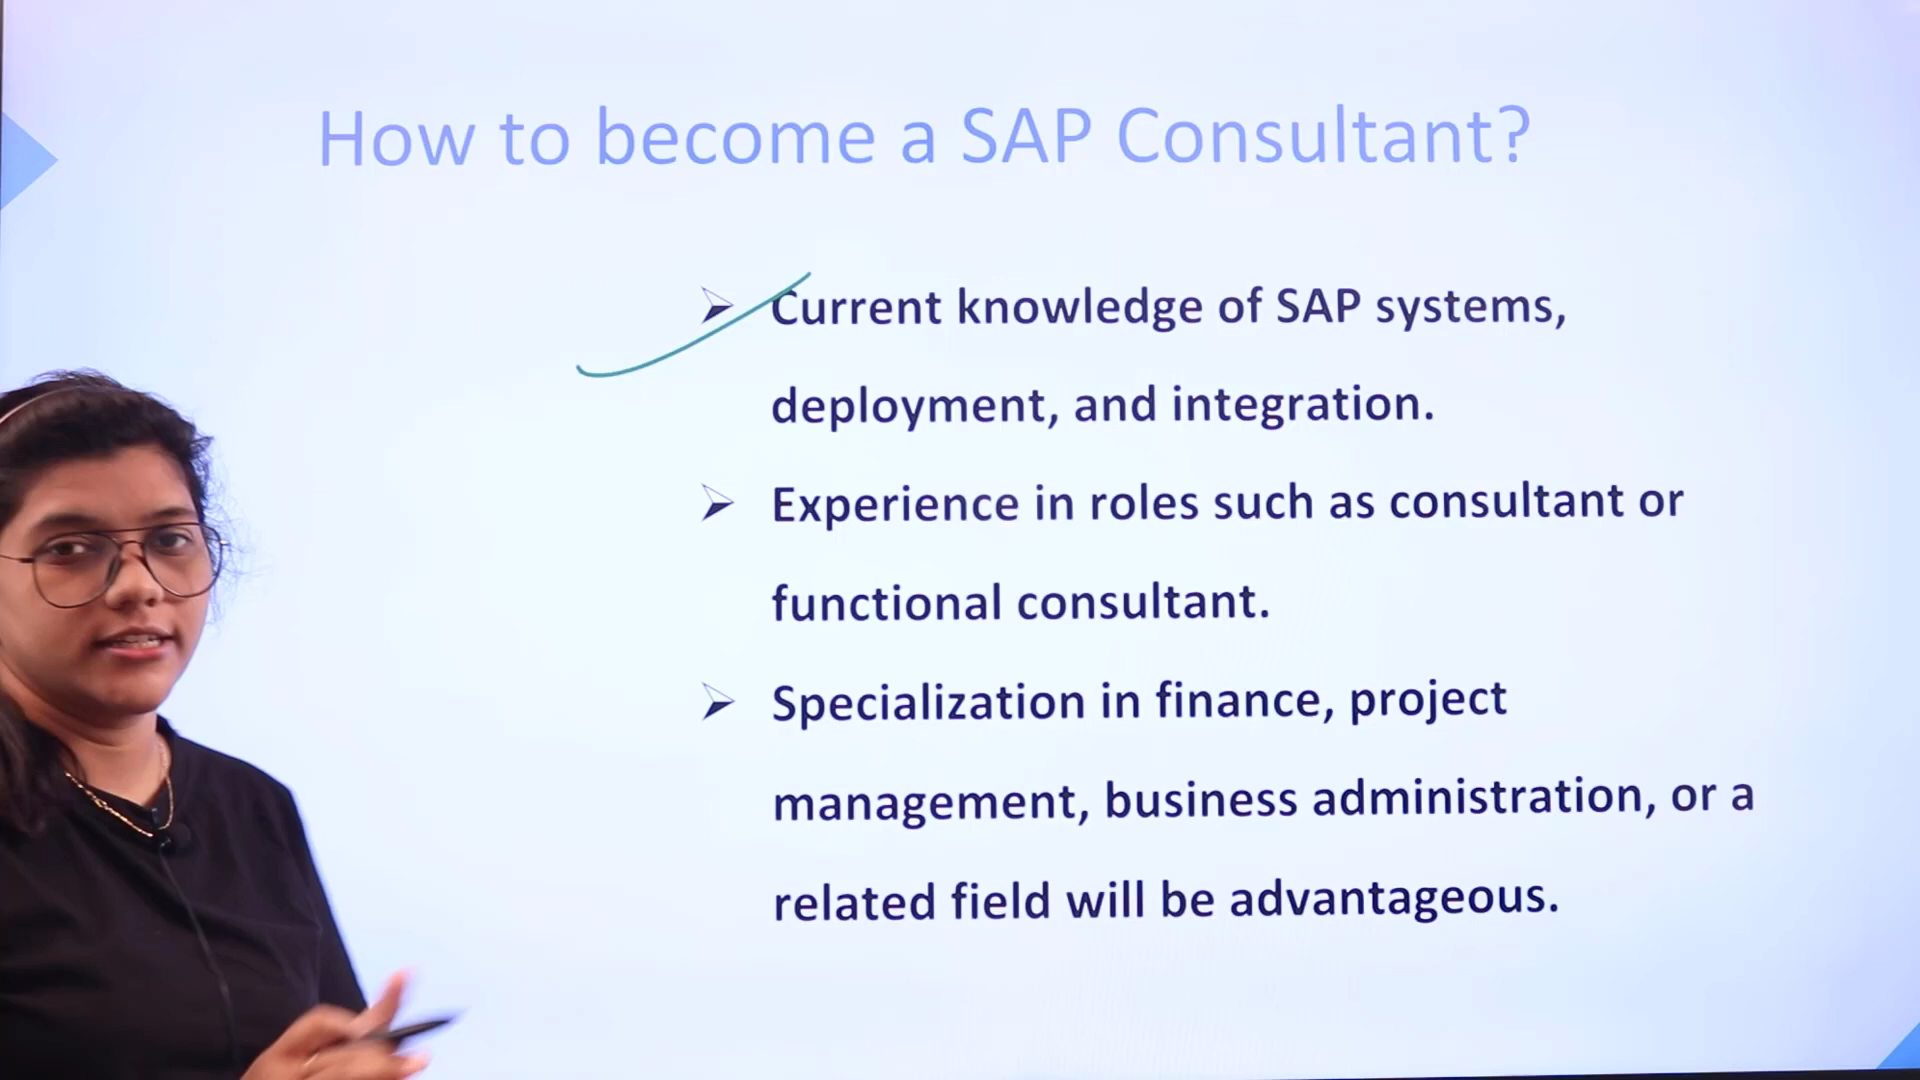 How to become a SAP Consultant?
Current knowledge of SAP systems,
deployment, and integration.
Experience in roles such as consultant or
functional consultant.
Specialization in finance, project
management, business administration, or a
related field will be advantageous.